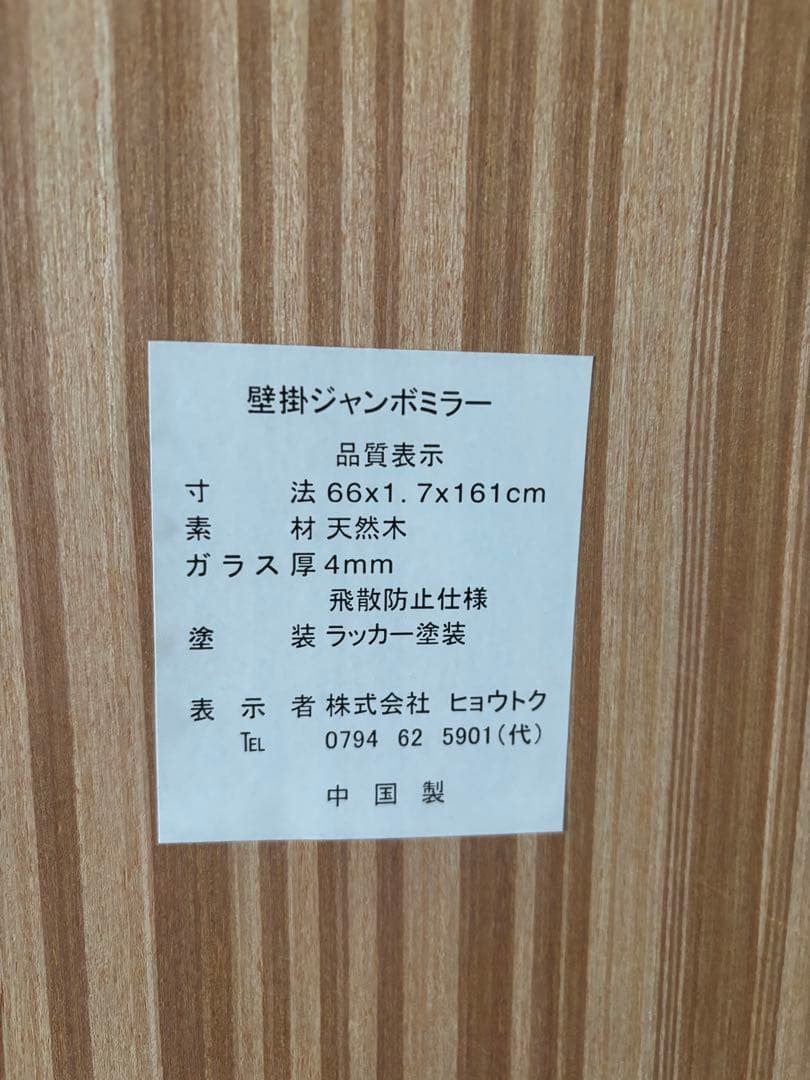 壁掛ジャンボミラー
品質表示
寸 法 66x1.7x161cm
素 材 天然木
ガラス厚 4mm
飛散防止仕様
塗 装 ラッカー塗装
表示者 株式会社 ヒョウトク
℡ 0794 62 5901(代)
中国製